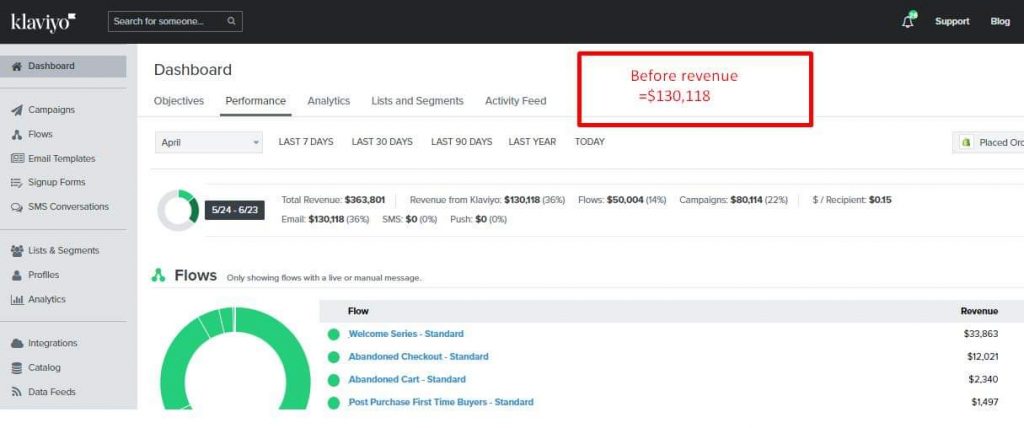 klaviyo
Search for someone...
28
Support
Blog
Dashboard
Campaigns
Flows
Email Templates
Signup Forms
SMS Conversations
Lists & Segments
Profiles
Analytics
Integrations
Catalog
Data Feeds
Dashboard
Before revenue
=$130,118
Objectives Performance Analytics Lists and Segments Activity Feed
April LAST 7 DAYS LAST 30 DAYS LAST 90 DAYS LAST YEAR TODAY Placed Orc
5/24 - 6/23
Total Revenue: $363,801 Revenue from Klaviyo: $130,118 (36%) Flows: $50,004 (14%) Campaigns: $80,114 (22%) $ / Recipient: $0.15
Email: $130,118 (36%) SMS: $0 (0%) Push: $0 (0%)
Flows Only showing flows with a live or manual message.
Flow Revenue
Welcome Series - Standard $33,863
Abandoned Checkout - Standard $12,021
Abandoned Cart - Standard $2,340
Post Purchase First Time Buyers - Standard $1,497